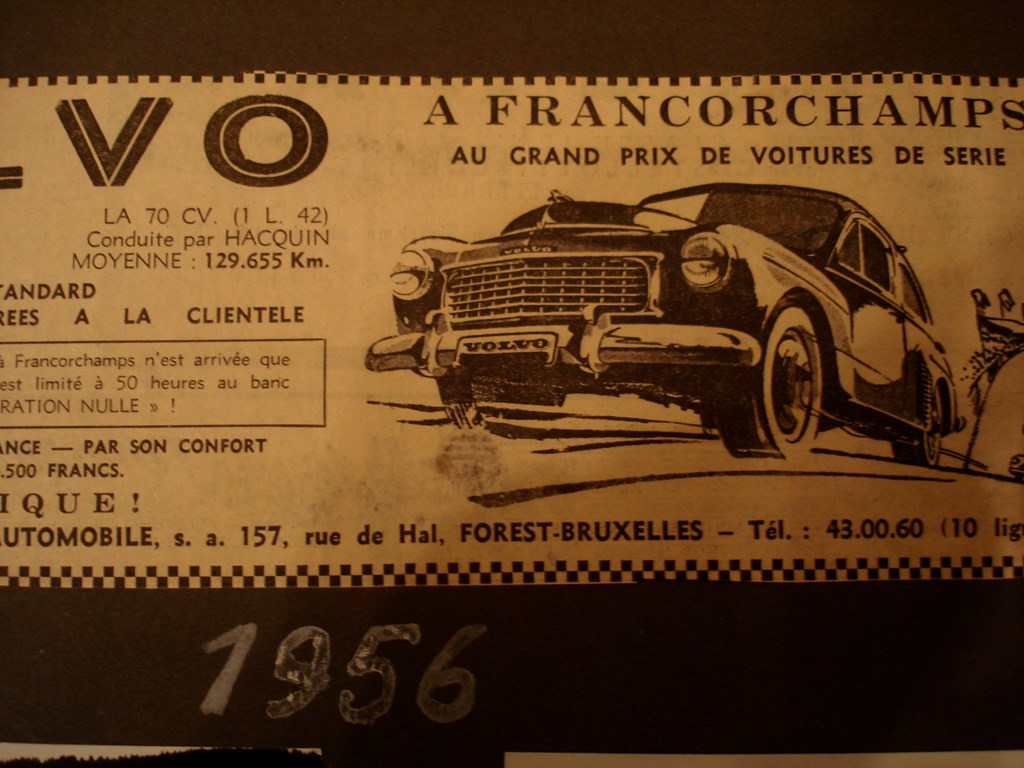 LVO
A FRANCORCHAMPS
AU GRAND PRIX DE VOITURES DE SERIE
LA 70 CV. (1 L. 42)
Conduite par HACQUIN
MOYENNE : 129.655 Km.
TANDARD
REES A LA CLIENTELE
à Francorchamps n'est arrivée que
est limité à 50 heures au banc
RATION NULLE » !
ANCE — PAR SON CONFORT
.500 FRANCS.
IQUE !
VOLVO
VOLVO
AUTOMOBILE, s. a. 157, rue de Hal, FOREST-BRUXELLES — Tél. : 43.00.60 (10 lig
1956